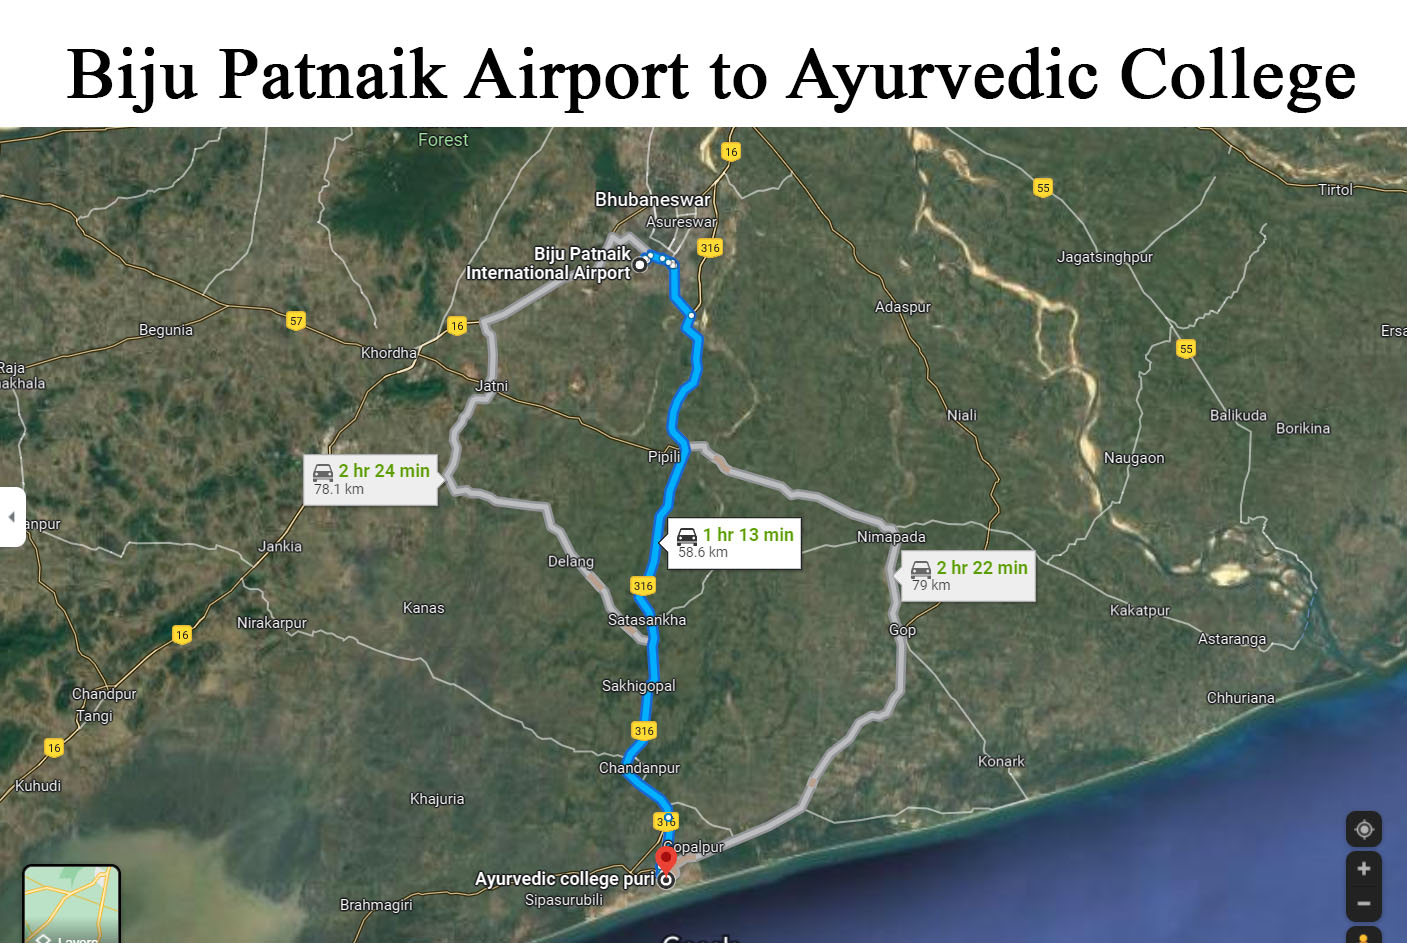 Biju Patnaik Airport to Ayurvedic College
Forest
16
55
Tirtol
Bhubaneswar
Asureswar
316
Biju Patnaik
International Airport
Jagatsinghpur
Adaspur
57
16
Begunia
Ersa
Khordha
55
Raja
akhala
Jatni
Niali
Balikuda
Borikina
Pipili
Naugaon
2 hr 24 min
78.1 km
anpur
1 hr 13 min
58.6 km
Nimapada
Jankia
Delang
2 hr 22 min
79 km
316
Kanas
Kakatpur
Nirakarpur
16
Satasankha
Gop
Astaranga
Sakhigopal
Chandpur
Tangi
Chhuriana
316
16
Chandanpur
Konark
Kuhudi
Khajuria
316
Gopalpur
Ayurvedic college puri
Sipasurubili
Brahmagiri
Layers